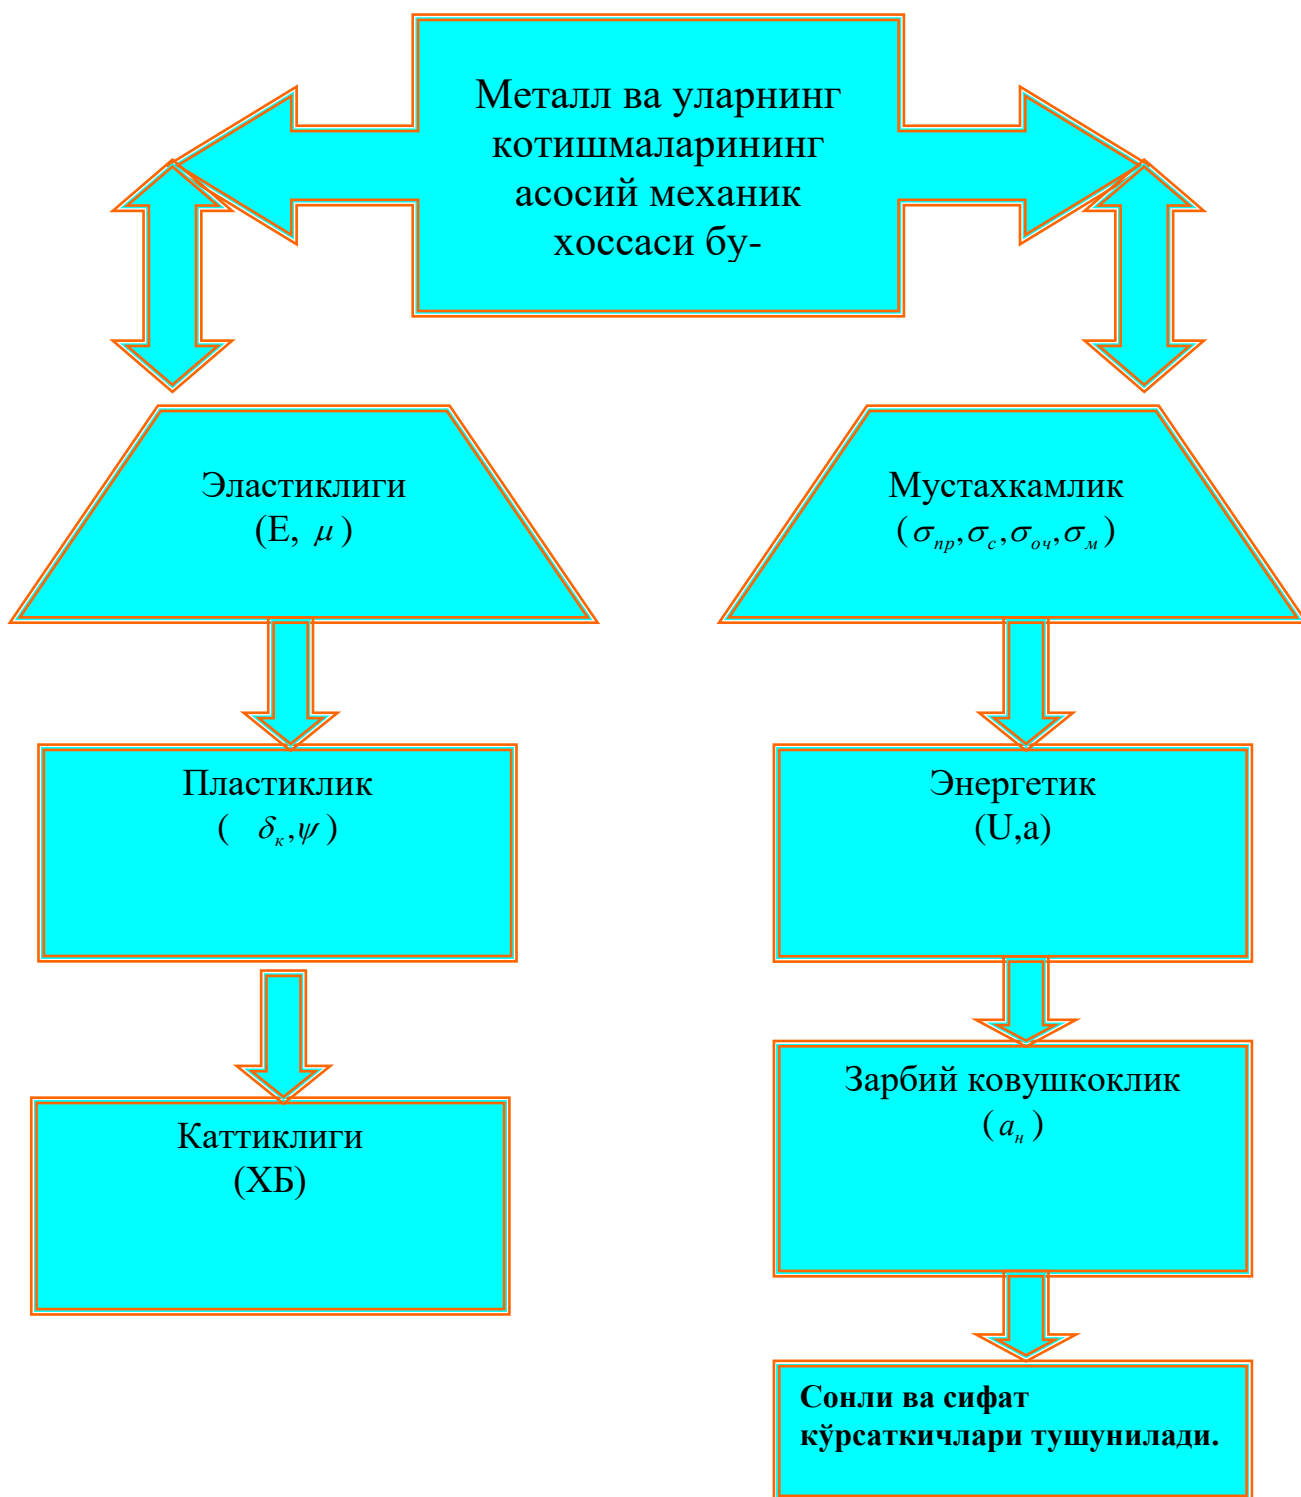 Металл ва уларнинг
котишмаларининг
асосий механик
хоссаси бу-
Эластиклиги
(Е, μ)
Мустахкамлик
(σпр,σс,σоч,σм)
Пластиклик
( δк,ψ)
Энергетик
(U,а)
Каттиклиги
(ХБ)
Зарбий ковушкоклик
(aн)
Сонли ва сифат
кўрсаткичлари тушунилади.